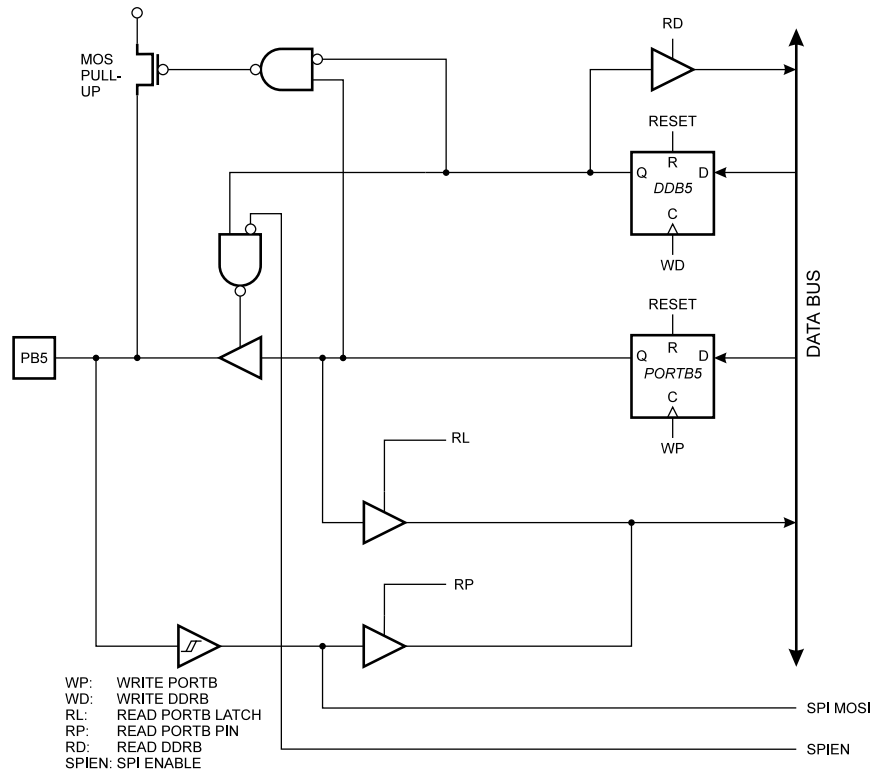 RD
MOS
PULL-
UP
RESET
R
Q
D
DDB5
C
WD
DATA BUS
RESET
PB5
R
Q
D
PORTB5
C
WP
RL
RP
WP: WRITE PORTB
WD: WRITE DDRB
RL: READ PORTB LATCH
RP: READ PORTB PIN
RD: READ DDRB
SPIEN: SPI ENABLE
SPI MOSI
SPIEN